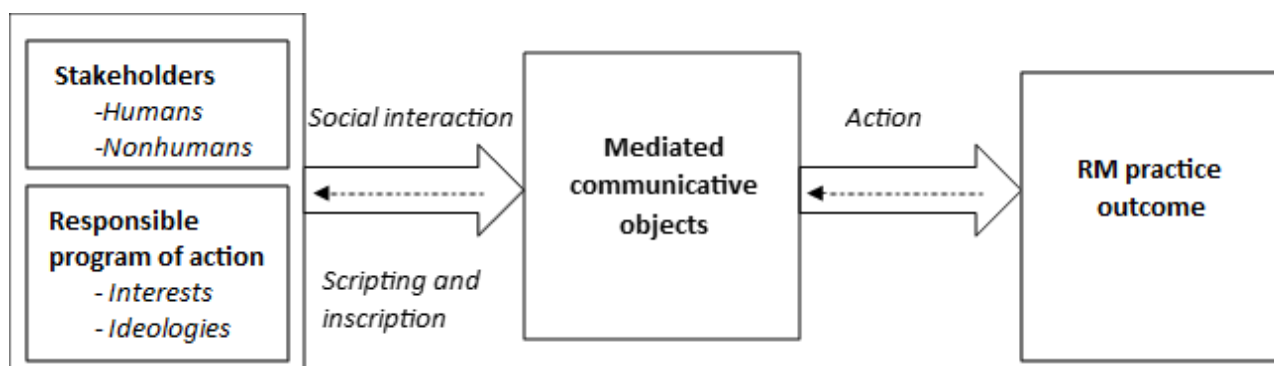 Stakeholders
-Humans
-Nonhumans
Responsible
program of action
- Interests
- Ideologies
Social interaction
Scripting and
inscription
Mediated
communicative
objects
Action
RM practice
outcome